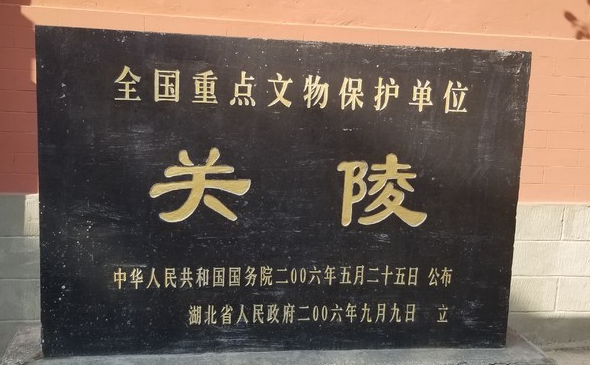 全国重点文物保护单位
关陵
中华人民共和国国务院二00六年五月二十五日 公布
湖北省人民政府二00六年九月九日 立